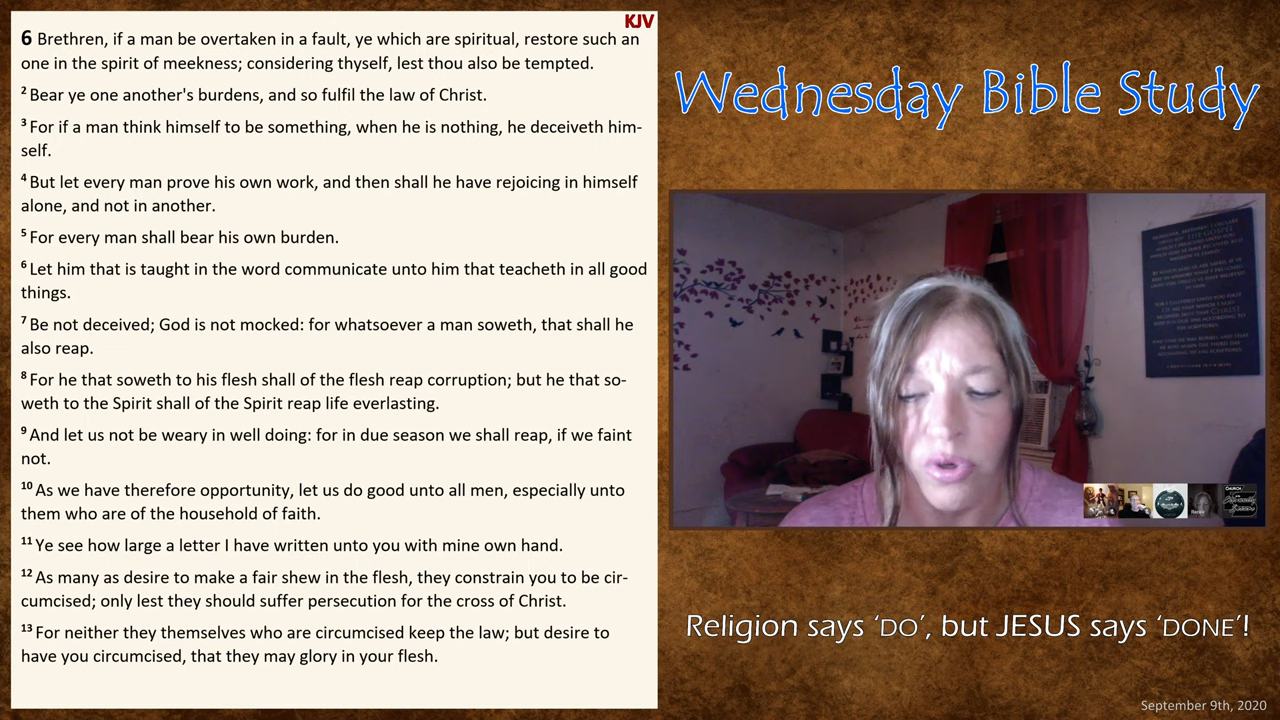 KJV
6 Brethren, if a man be overtaken in a fault, ye which are spiritual, restore such an
one in the spirit of meekness; considering thyself, lest thou also be tempted.
2 Bear ye one another's burdens, and so fulfil the law of Christ.
3 For if a man think himself to be something, when he is nothing, he deceiveth him-
self.
4 But let every man prove his own work, and then shall he have rejoicing in himself
alone, and not in another.
5 For every man shall bear his own burden.
6 Let him that is taught in the word communicate unto him that teacheth in all good
things.
7 Be not deceived; God is not mocked: for whatsoever a man soweth, that shall he
also reap.
8 For he that soweth to his flesh shall of the flesh reap corruption; but he that so-
weth to the Spirit shall of the Spirit reap life everlasting.
9 And let us not be weary in well doing: for in due season we shall reap, if we faint
not.
10 As we have therefore opportunity, let us do good unto all men, especially unto
them who are of the household of faith.
11 Ye see how large a letter I have written unto you with mine own hand.
12 As many as desire to make a fair shew in the flesh, they constrain you to be cir-
cumcised; only lest they should suffer persecution for the cross of Christ.
13 For neither they themselves who are circumcised keep the law; but desire to
have you circumcised, that they may glory in your flesh.
Wednesday Bible Study
THE GOSPEL
CHRIST
CHURCH
Religion says ‘DO’, but JESUS says ‘DONE’!
September 9th, 2020